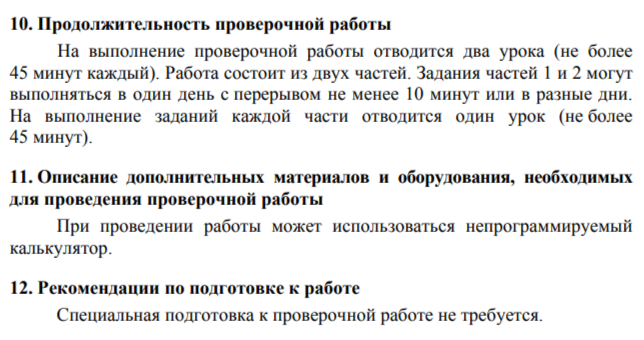 10. Продолжительность проверочной работы
На выполнение проверочной работы отводится два урока (не более
45 минут каждый). Работа состоит из двух частей. Задания частей 1 и 2 могут
выполняться в один день с перерывом не менее 10 минут или в разные дни.
На выполнение заданий каждой части отводится один урок (не более
45 минут).
11. Описание дополнительных материалов и оборудования, необходимых
для проведения проверочной работы
При проведении работы может использоваться непрограммируемый
калькулятор.
12. Рекомендации по подготовке к работе
Специальная подготовка к проверочной работе не требуется.